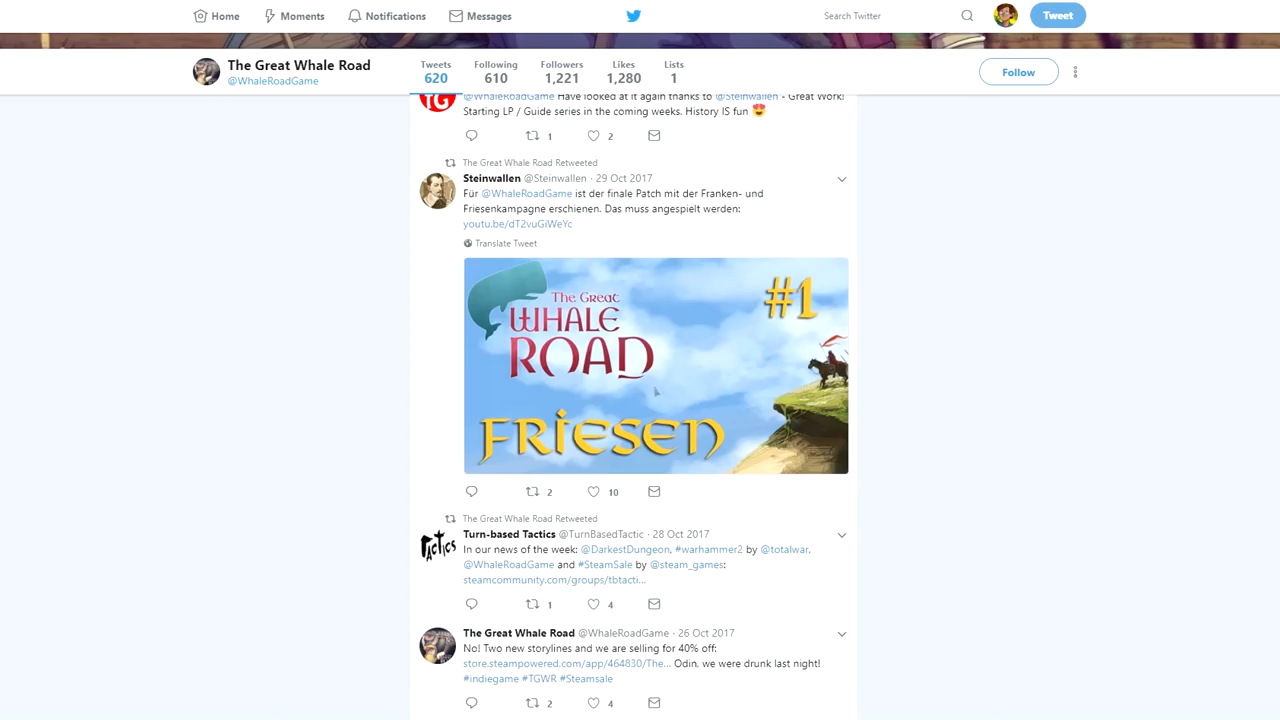 Home
Moments
Notifications
Messages
Search Twitter
Tweet
The Great Whale Road
@WhaleRoadGame
Tweets
620
Following
610
Followers
1,221
Likes
1,280
Lists
1
Follow
TG
@WhaleRoadGame Have looked at it again thanks to @Steinwallen - Great Work!
Starting LP / Guide series in the coming weeks. History IS fun 😍
1
2
The Great Whale Road Retweeted
Steinwallen @Steinwallen · 29 Oct 2017
Für @WhaleRoadGame ist der finale Patch mit der Franken- und
Friesenkampagne erschienen. Das muss angespielt werden:
youtu.be/dT2vuGiWeYc
Translate Tweet
The Great
WHALE
ROAD
#1
FRIESEN
2
10
The Great Whale Road Retweeted
TACTICS
Turn-based Tactics @TurnBasedTactic · 28 Oct 2017
In our news of the week: @DarkestDungeon, #warhammer2 by @totalwar,
@WhaleRoadGame and #SteamSale by @steam_games:
steamcommunity.com/groups/tbtacti...
1
4
The Great Whale Road @WhaleRoadGame · 26 Oct 2017
No! Two new storylines and we are selling for 40% off:
store.steampowered.com/app/464830/The... Odin, we were drunk last night!
#indiegame #TGWR #Steamsale
2
4